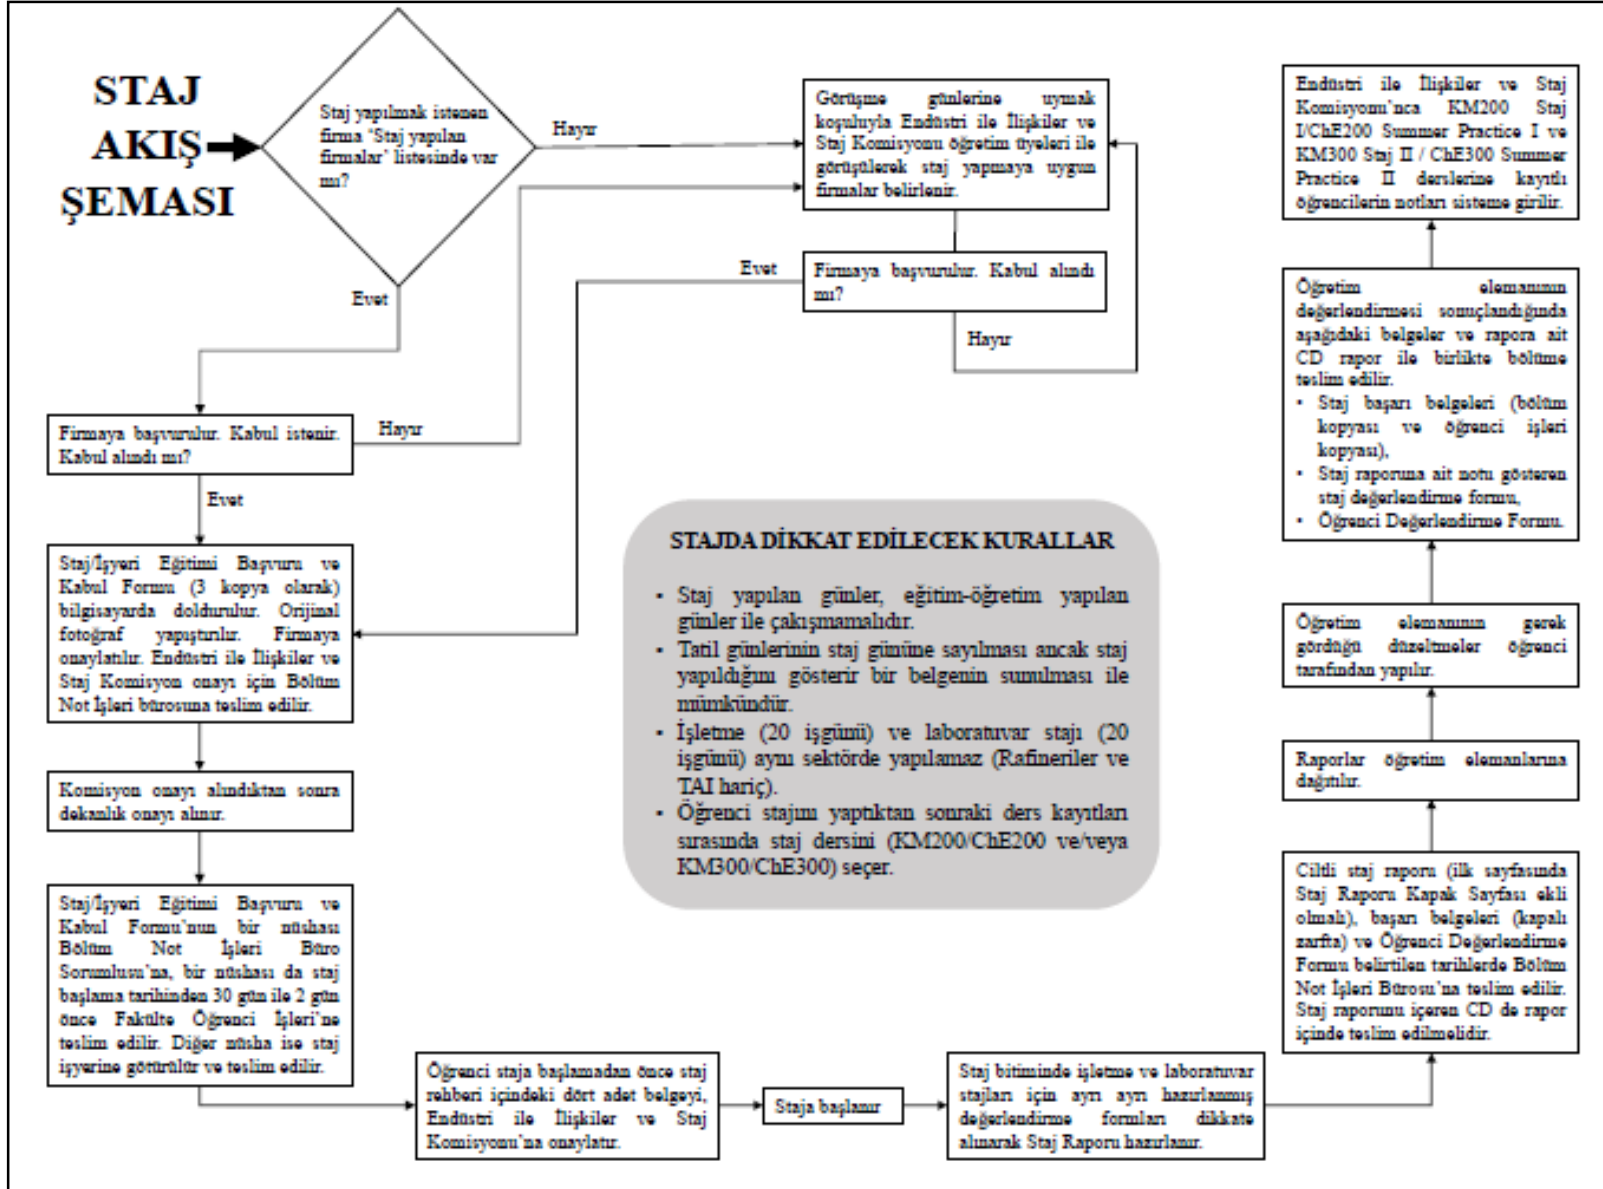 STAJ
AKIŞ
ŞEMASI
Staj yapılmak istenen
firma ‘Staj yapılan
firmalar’ listesinde var
mı?
Hayır
Evet
Görüşme günlerine uymak
koşuluyla Endüstri ile İlişkiler ve
Staj Komisyonu öğretim üyeleri ile
görüşülerek staj yapmaya uygun
firmalar belirlenir.
Evet
Firmaya başvurulur. Kabul alındı
mı?
Hayır
Firmaya başvurulur. Kabul istenir.
Kabul alındı mı?
Hayır
Evet
Staj/İşyeri Eğitimi Başvuru ve
Kabul Formu (3 kopya olarak)
bilgisayarda doldurulur. Orijinal
fotoğraf yapıştırılır. Firmaya
onaylatılır. Endüstri ile İlişkiler ve
Staj Komisyon onayı için Bölüm
Not İşleri bürosuna teslim edilir.
Komisyon onayı alındıktan sonra
dekanlık onayı alınır.
Staj/İşyeri Eğitimi Başvuru ve
Kabul Formu’nun bir nüshası
Bölüm Not İşleri Büro
Sorumlusu’na, bir nüshası da staj
başlama tarihinden 30 gün ile 2 gün
önce Fakülte Öğrenci İşleri’ne
teslim edilir. Diğer nüsha ise staj
işyerine götürülür ve teslim edilir.
Öğrenci staja başlamadan önce staj
rehberi içindeki dört adet belgeyi,
Endüstri ile İlişkiler ve Staj
Komisyonu’na onaylatır.
Staja başlanır
Staj bitiminde işletme ve laboratuvar
stajları için ayrı ayrı hazırlanmış
değerlendirme formları dikkate
alınarak Staj Raporu hazırlanır.
Ciltli staj raporu (ilk sayfasında
Staj Raporu Kapak Sayfası ekli
olmalı), başarı belgeleri (kapalı
zarfta) ve Öğrenci Değerlendirme
Formu belirtilen tarihlerde Bölüm
Not İşleri Bürosu’na teslim edilir.
Staj raporunu içeren CD de rapor
içinde teslim edilmelidir.
Raporlar öğretim elemanlarına
dağıtılır.
Öğretim elemanının gerek
gördüğü düzeltmeler öğrenci
tarafından yapılır.
Öğretim elemanının
değerlendirmesi sonuçlandığında
aşağıdaki belgeler ve rapora ait
CD rapor ile birlikte bölüme
teslim edilir.
• Staj başarı belgeleri (bölüm
kopyası ve öğrenci işleri
kopyası),
• Staj raporuna ait notu gösteren
staj değerlendirme formu,
• Öğrenci Değerlendirme Formu.
Endüstri ile İlişkiler ve Staj
Komisyonu’nca KM200 Staj
I/ChE200 Summer Practice I ve
KM300 Staj II / ChE300 Summer
Practice II derslerine kayıtlı
öğrencilerin notları sisteme girilir.
STAJDA DİKKAT EDİLECEK KURALLAR
• Staj yapılan günler, eğitim-öğretim yapılan
günler ile çakışmamalıdır.
• Tatil günlerinin staj gününe sayılması ancak staj
yapıldığını gösterir bir belgenin sunulması ile
mümkündür.
• İşletme (20 işgünü) ve laboratuvar stajı (20
işgünü) aynı sektörde yapılamaz (Rafineriler ve
TAI hariç).
• Öğrenci stajını yaptıktan sonraki ders kayıtları
sırasında staj dersini (KM200/ChE200 ve/veya
KM300/ChE300) seçer.